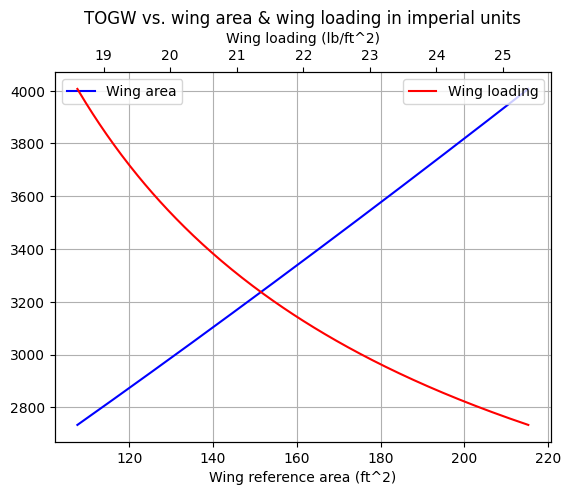 TOGW vs. wing area & wing loading in imperial units
Wing loading (lb/ft^2)
19 20 21 22 23 24 25
Wing area
Wing loading
4000
3800
3600
3400
3200
3000
2800
120 140 160 180 200 220
Wing reference area (ft^2)